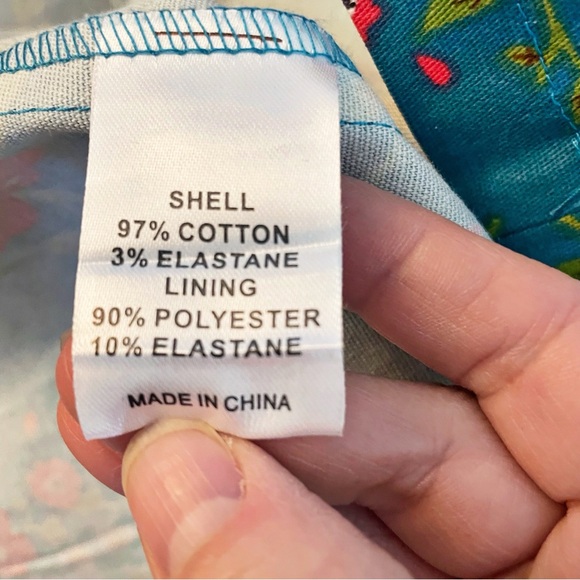 SHELL
97% COTTON
3% ELASTANE
LINING
90% POLYESTER
10% ELASTANE
MADE IN CHINA